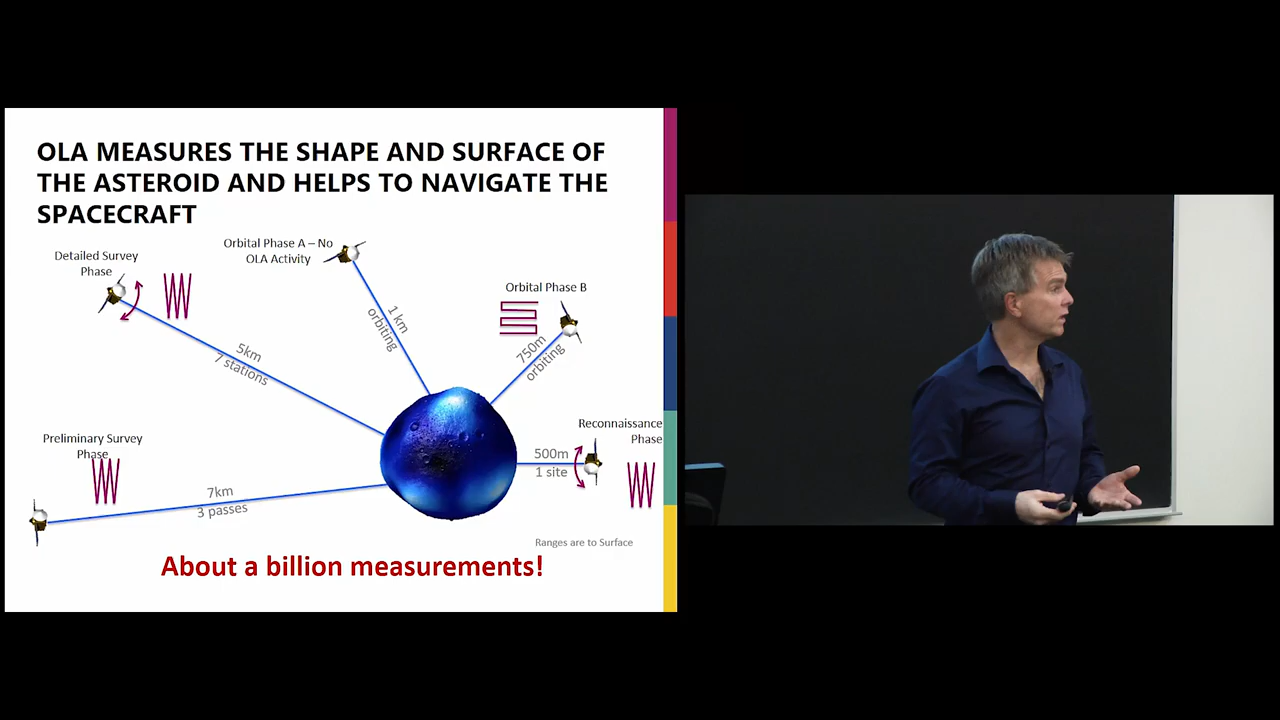 OLA MEASURES THE SHAPE AND SURFACE OF
THE ASTEROID AND HELPS TO NAVIGATE THE
SPACECRAFT
Orbital Phase A – No
OLA Activity
Detailed Survey
Phase
Orbital Phase B
1 km
orbiting
750m
orbiting
5km
7 stations
Reconnaissance
Phase
Preliminary Survey
Phase
500m
1 site
7km
3 passes
Ranges are to Surface
About a billion measurements!